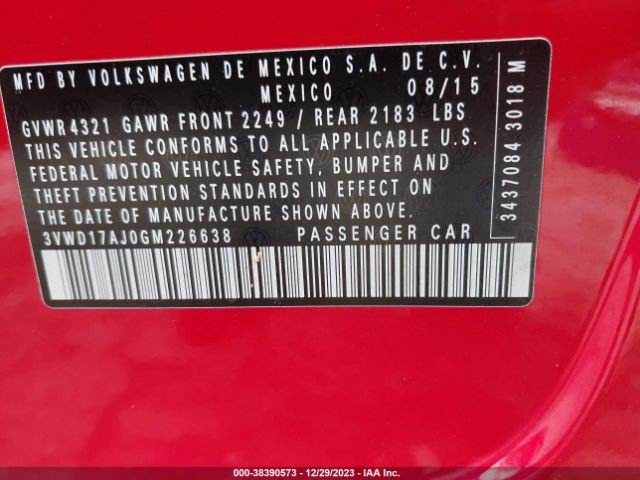 MFD BY VOLKSWAGEN DE MEXICO S.A. DE C.V.
MEXICO 08/15
GVWR 4321 GAWR FRONT 2249 / REAR 2183 LBS
THIS VEHICLE CONFORMS TO ALL APPLICABLE U.S.
FEDERAL MOTOR VEHICLE SAFETY, BUMPER AND
THEFT PREVENTION STANDARDS IN EFFECT ON
THE DATE OF MANUFACTURE SHOWN ABOVE.
3VWD17AJ0GM226638 PASSENGER CAR
3437084 3018 M
000-38390573 - 12/29/2023 - IAA Inc.